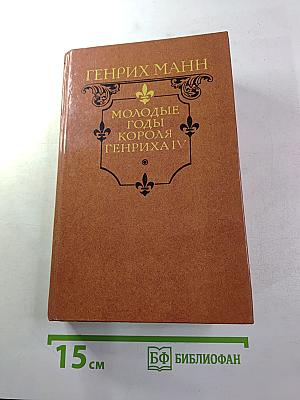 ГЕНРИХ МАНН
МОЛОДЫЕ
ГОДЫ
КОРОЛЯ
ГЕНРИХА IV
15 см
БФ БИБЛИОФАН